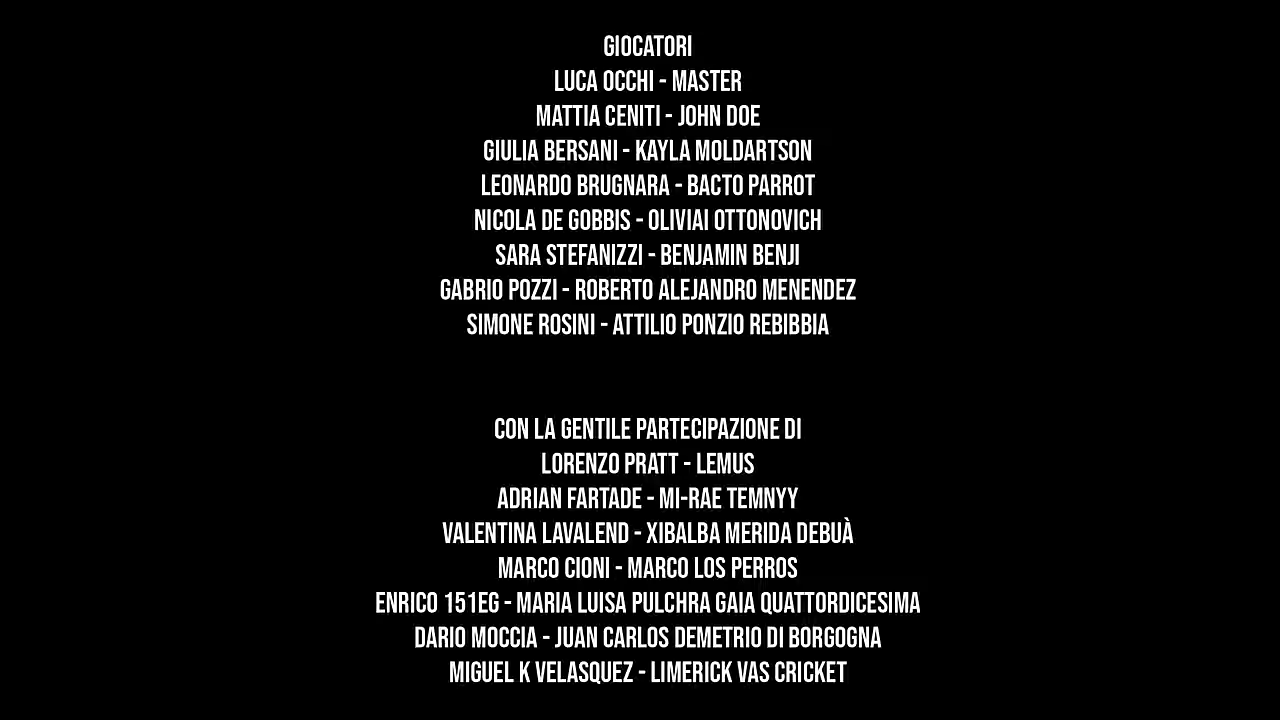 GIOCATORI
LUCA OCCHI - MASTER
MATTIA CENITI - JOHN DOE
GIULIA BERSANI - KAYLA MOLDARTSON
LEONARDO BRUGNARA - BACTO PARROT
NICOLA DE GOBBIS - OLIVIAI OTTONOVICH
SARA STEFANIZZI - BENJAMIN BENJI
GABRIO POZZI - ROBERTO ALEJANDRO MENENDEZ
SIMONE ROSINI - ATTILIO PONZIO REBIBBIA
CON LA GENTILE PARTECIPAZIONE DI
LORENZO PRATT - LEMUS
ADRIAN FARTADE - MI-RAE TEMNYY
VALENTINA LAVALEND - XIBALBA MERIDA DEBUÀ
MARCO CIONI - MARCO LOS PERROS
ENRICO 151EG - MARIA LUISA PULCHRA GAIA QUATTORDICESIMA
DARIO MOCCIA - JUAN CARLOS DEMETRIO DI BORGOGNA
MIGUEL K VELASQUEZ - LIMERICK VAS CRICKET